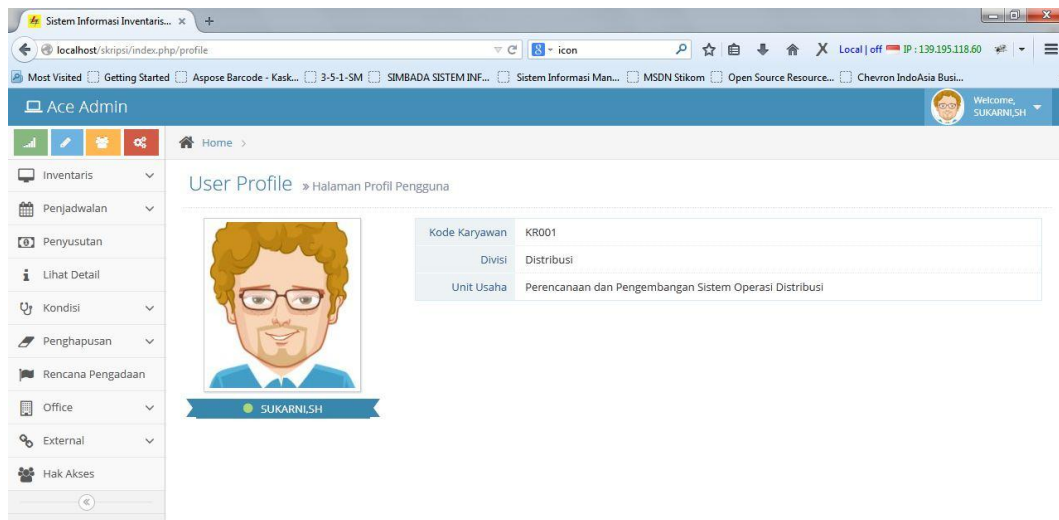 Sistem Informasi Inventaris...
localhost/skripsi/index.php/profile
8 - icon
Local | off IP : 139.195.118.60
Most Visited Getting Started Aspose Barcode - Kask... 3-5-1-SM SIMBADA SISTEM INF... Sistem Informasi Man... MSDN Stikom Open Source Resource... Chevron IndoAsia Busi...
Ace Admin
Welcome,
SUKARNI,SH
Home >
Inventaris
Penjadwalan
Penyusutan
Lihat Detail
Kondisi
Penghapusan
Rencana Pengadaan
Office
External
Hak Akses
User Profile » Halaman Profil Pengguna
Kode Karyawan KR001
Divisi Distribusi
Unit Usaha Perencanaan dan Pengembangan Sistem Operasi Distribusi
SUKARNI,SH